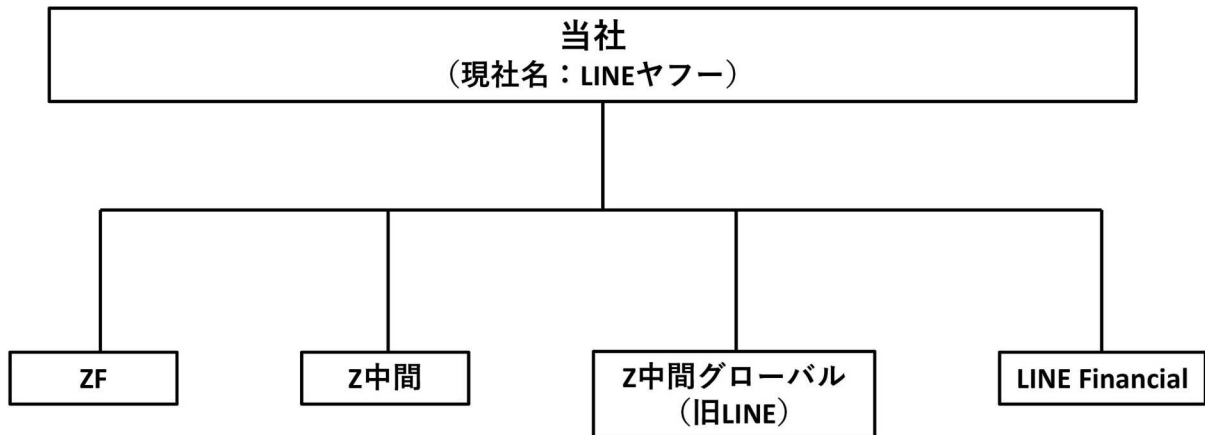 当社
（現社名：LINEヤフー）
ZF
Z中間
Z中間グローバル
（旧LINE）
LINE Financial